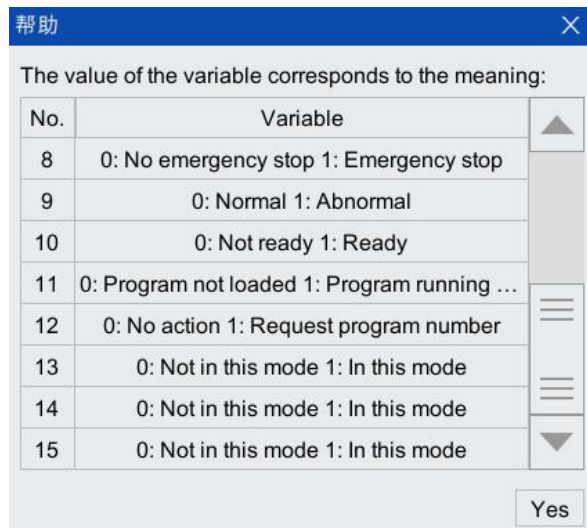 帮助
The value of the variable corresponds to the meaning:
No. Variable
8 0: No emergency stop 1: Emergency stop
9 0: Normal 1: Abnormal
10 0: Not ready 1: Ready
11 0: Program not loaded 1: Program running ...
12 0: No action 1: Request program number
13 0: Not in this mode 1: In this mode
14 0: Not in this mode 1: In this mode
15 0: Not in this mode 1: In this mode
Yes